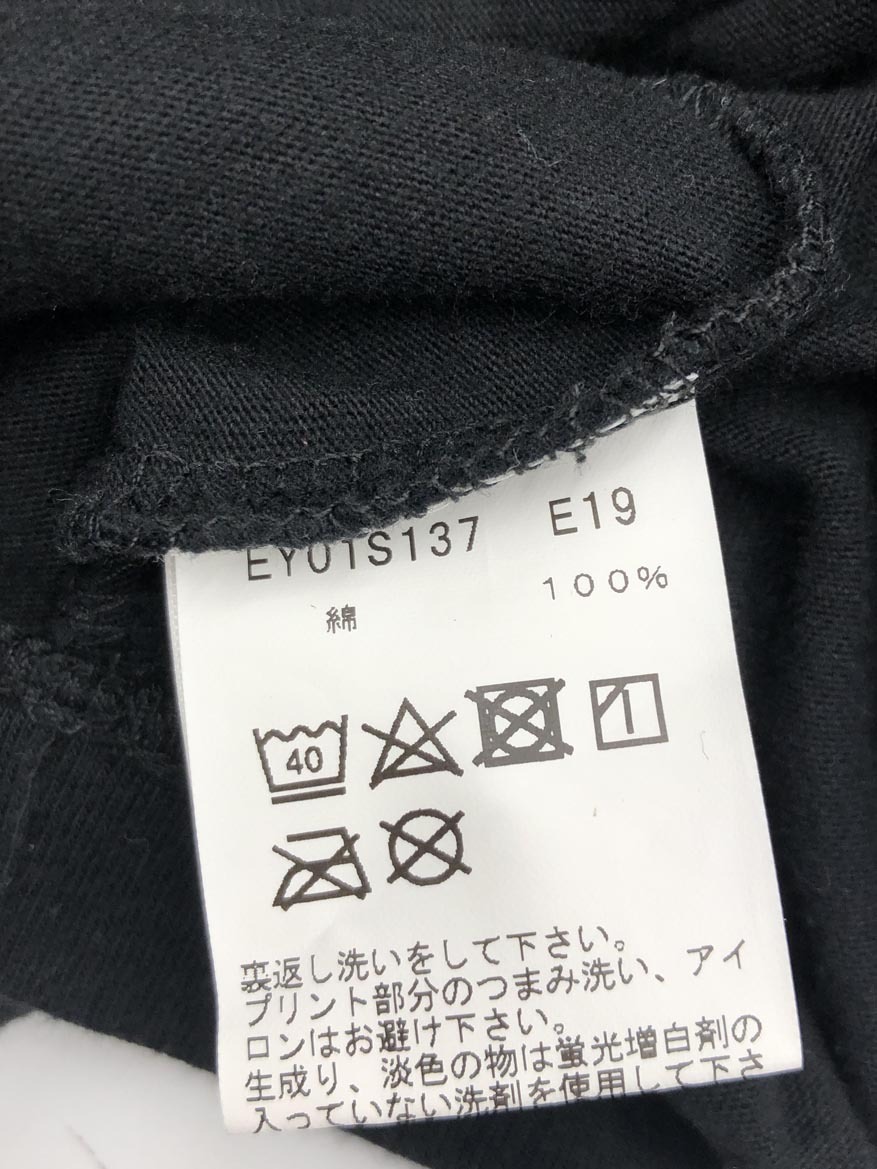 EY01S137 E19
綿 100%
40
裏返し洗いをして下さい。
プリント部分のつまみ洗い、アイ
ロンはお避け下さい。
生成り、淡色の物は蛍光増白剤の
入っていない洗剤を使用して下さ